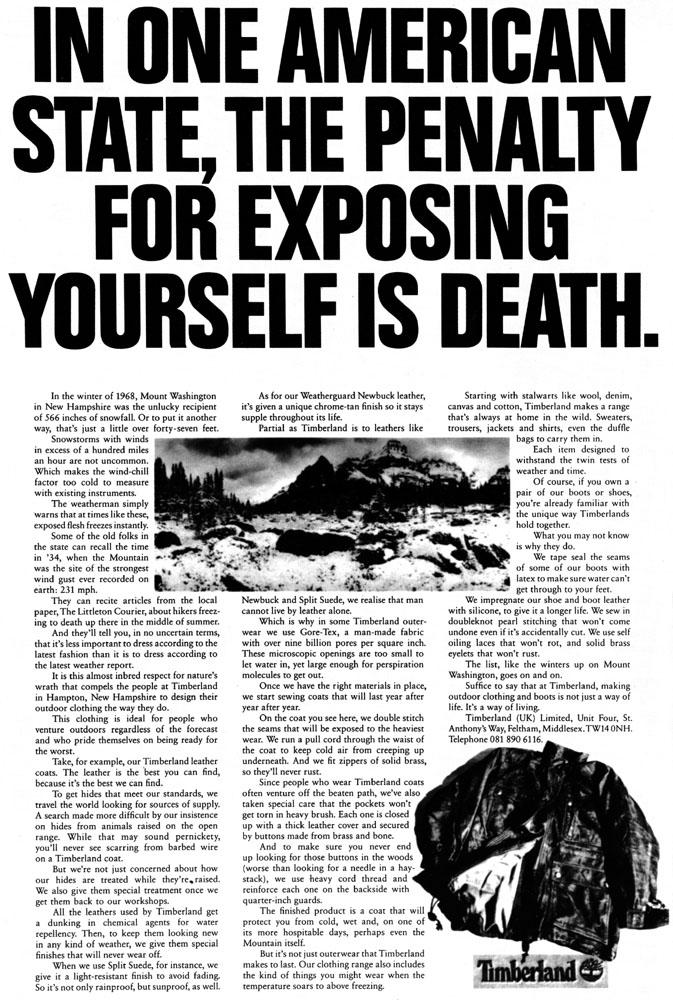 IN ONE AMERICAN
STATE, THE PENALTY
FOR EXPOSING
YOURSELF IS DEATH.
In the winter of 1968, Mount Washington
in New Hampshire was the unlucky recipient
of 566 inches of snowfall. Or to put it another
way, that's just a little over forty-seven feet.
Snowstorms with winds
in excess of a hundred miles
an hour are not uncommon.
Which makes the wind-chill
factor too cold to measure
with existing instruments.
The weatherman simply
warns that at times like these,
exposed flesh freezes instantly.
Some of the old folks in
the state can recall the time
in '34, when the Mountain
was the site of the strongest
wind gust ever recorded on
earth: 231 mph.
They can recite articles from the local
paper, The Littleton Courier, about hikers freez-
ing to death up there in the middle of summer.
And they'll tell you, in no uncertain terms,
that it's less important to dress according to the
latest fashion than it is to dress according to
the latest weather report.
It is this almost inbred respect for nature's
wrath that compels the people at Timberland
in Hampton, New Hampshire to design their
outdoor clothing the way they do.
This clothing is ideal for people who
venture outdoors regardless of the forecast
and who pride themselves on being ready for
the worst.
Take, for example, our Timberland leather
coats. The leather is the best you can find,
because it's the best we can find.
To get hides that meet our standards, we
travel the world looking for sources of supply.
A search made more difficult by our insistence
on hides from animals raised on the open
range. While that may sound pernickety,
you'll never see scarring from barbed wire
on a Timberland coat.
But we're not just concerned about how
our hides are treated while they're raised.
We also give them special treatment once we
get them back to our workshops.
All the leathers used by Timberland get
a dunking in chemical agents for water
repellency. Then, to keep them looking new
in any kind of weather, we give them special
finishes that will never wear off.
When we use Split Suede, for instance, we
give it a light-resistant finish to avoid fading.
So it's not only rainproof, but sunproof, as well.
As for our Weatherguard Newbuck leather,
it's given a unique chrome-tan finish so it stays
supple throughout its life.
Partial as Timberland is to leathers like
Newbuck and Split Suede, we realise that man
cannot live by leather alone.
Which is why in some Timberland outer-
wear we use Gore-Tex, a man-made fabric
with over nine billion pores per square inch.
These microscopic openings are too small to
let water in, yet large enough for perspiration
molecules to get out.
Once we have the right materials in place,
we start sewing coats that will last year after
year after year.
On the coat you see here, we double stitch
the seams that will be exposed to the heaviest
wear. We run a pull cord through the waist of
the coat to keep cold air from creeping up
underneath. And we fit zippers of solid brass,
so they'll never rust.
Since people who wear Timberland coats
often venture off the beaten path, we've also
taken special care that the pockets won't
get torn in heavy brush. Each one is closed
up with a thick leather cover and secured
by buttons made from brass and bone.
And to make sure you never end
up looking for those buttons in the woods
(worse than looking for a needle in a hay-
stack), we use heavy cord thread and
reinforce each one on the backside with
quarter-inch guards.
The finished product is a coat that will
protect you from cold, wet and, on one of
its more hospitable days, perhaps even the
Mountain itself.
But it's not just outerwear that Timberland
makes to last. Our clothing range also includes
the kind of things you might wear when the
temperature soars to above freezing.
Starting with stalwarts like wool, denim,
canvas and cotton, Timberland makes a range
that's always at home in the wild. Sweaters,
trousers, jackets and shirts, even the duffle
bags to carry them in.
Each item designed to
withstand the twin tests of
weather and time.
Of course, if you own a
pair of our boots or shoes,
you're already familiar with
the unique way Timberlands
hold together.
What you may not know
is why they do.
We tape seal the seams
of some of our boots with
latex to make sure water can't
get through to your feet.
We impregnate our shoe and boot leather
with silicone, to give it a longer life. We sew in
doubleknot pearl stitching that won't come
undone even if it's accidentally cut. We use self
oiling laces that won't rot, and solid brass
eyelets that won't rust.
The list, like the winters up on Mount
Washington, goes on and on.
Suffice to say that at Timberland, making
outdoor clothing and boots is not just a way of
life. It's a way of living.
Timberland (UK) Limited, Unit Four, St.
Anthony's Way, Feltham, Middlesex. TW14 0NH.
Telephone 081 890 6116.
Timberland